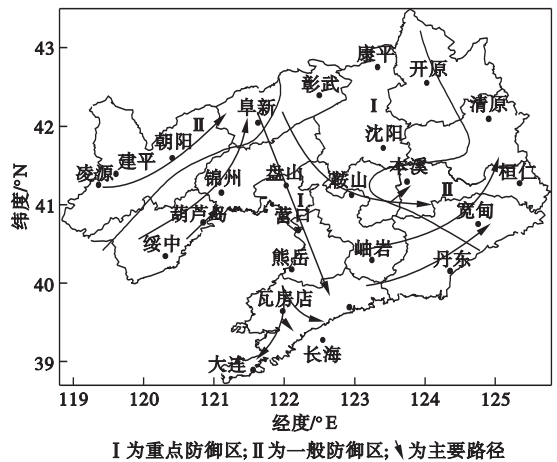 43
42
41
40
39
纬度/°N
康平
开原
彰武
阜新
Ⅰ
清原
Ⅱ
朝阳
沈阳
建平
凌源
盘山
鞍山
本溪
桓仁
锦州
Ⅰ
Ⅱ
葫芦岛
营口
宽甸
绥中
岫岩
熊岳
丹东
瓦房店
大连
长海
119 120 121 122 123 124 125
经度/°E
Ⅰ为重点防御区;Ⅱ为一般防御区;为主要路径